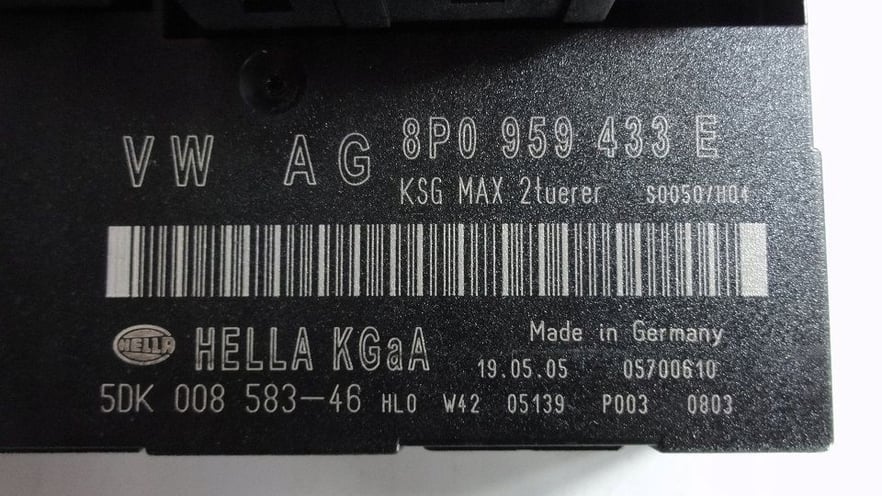 VW AG 8P0 959 433 E
KSG MAX 2tuerer S0050/H04
HELLA HELLA KGaA Made in Germany
19.05.05 05700610
5DK 008 583-46 HL0 W42 05139 P003 0803